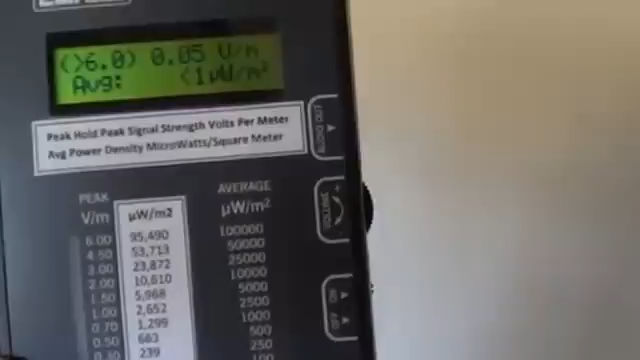 (>6.0) 0.05 V/m
Avg: <1µW/m²
Peak Hold Peak Signal Strength Volts Per Meter
Avg Power Density MicroWatts/Square Meter
PEAK AVERAGE
V/m µW/m2 µW/m²
6.00 95,490 100000
4.50 53,713 50000
3.00 23,872 25000
2.00 10,610 10000
1.50 5,968 5000
1.00 2,652 2500
0.70 1,299 1000
0.50 663 500
0.30 239 250
100
VOLUME